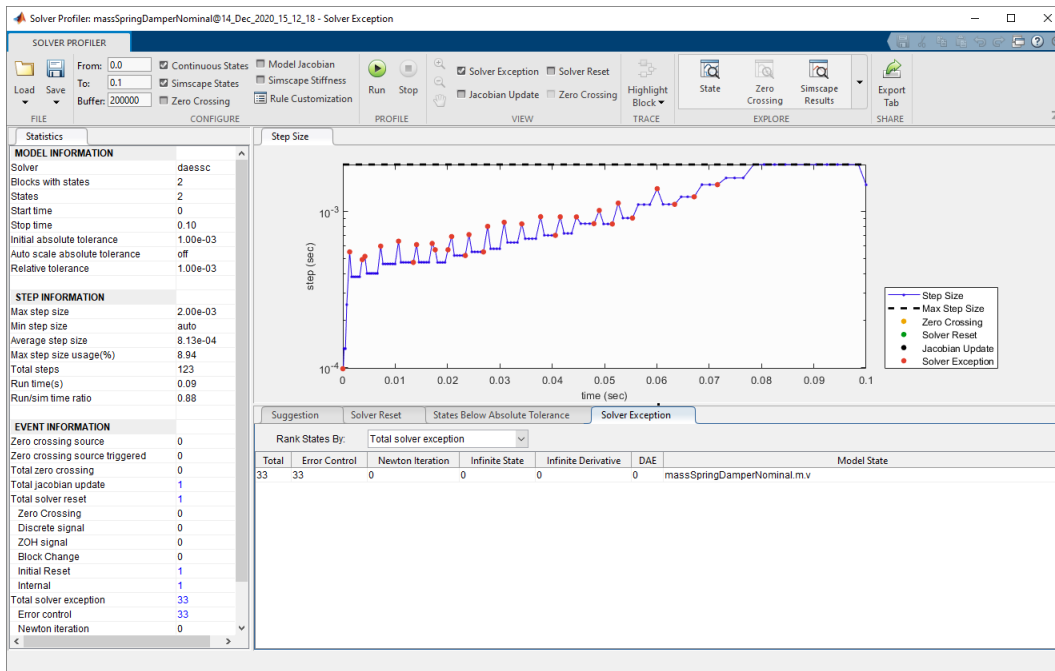 Solver Profiler: massSpringDamperNominal@14_Dec_2020_15_12_18 - Solver Exception
SOLVER PROFILER
Load
Save
From: 0.0
To: 0.1
Buffer: 200000
FILE
Continuous States
Simscape States
Zero Crossing
Model Jacobian
Simscape Stiffness
Rule Customization
CONFIGURE
Run
Stop
PROFILE
Solver Exception
Solver Reset
Jacobian Update
Zero Crossing
VIEW
Highlight
Block
TRACE
State
Zero
Crossing
Simscape
Results
EXPLORE
Export
Tab
SHARE
Statistics
MODEL INFORMATION
Solver daessc
Blocks with states 2
States 2
Start time 0
Stop time 0.10
Initial absolute tolerance 1.00e-03
Auto scale absolute tolerance off
Relative tolerance 1.00e-03
STEP INFORMATION
Max step size 2.00e-03
Min step size auto
Average step size 8.13e-04
Max step size usage(%) 8.94
Total steps 123
Run time(s) 0.09
Run/sim time ratio 0.88
EVENT INFORMATION
Zero crossing source 0
Zero crossing source triggered 0
Total zero crossing 0
Total jacobian update 1
Total solver reset 1
Zero Crossing 0
Discrete signal 0
ZOH signal 0
Block Change 0
Initial Reset 1
Internal 1
Total solver exception 33
Error control 33
Newton iteration 0
Step Size
step (sec)
10-3
10-4
0 0.01 0.02 0.03 0.04 0.05 0.06 0.07 0.08 0.09 0.1
time (sec)
Step Size
Max Step Size
Zero Crossing
Solver Reset
Jacobian Update
Solver Exception
Suggestion Solver Reset States Below Absolute Tolerance Solver Exception
Rank States By: Total solver exception
Total Error Control Newton Iteration Infinite State Infinite Derivative DAE Model State
33 33 0 0 0 0 massSpringDamperNominal.m.v